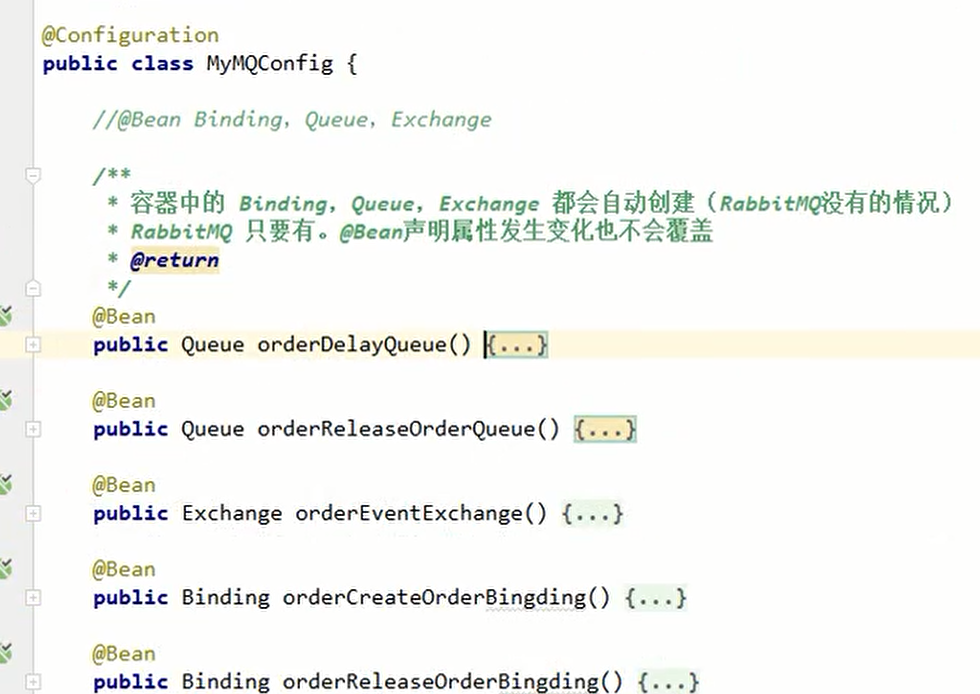 @Configuration
public class MyMQConfig {
//@Bean Binding, Queue, Exchange
/**
* 容器中的 Binding, Queue, Exchange 都会自动创建（RabbitMQ没有的情况）
* RabbitMQ 只要有。@Bean声明属性发生变化也不会覆盖
* @return
*/
@Bean
public Queue orderDelayQueue() {...}
@Bean
public Queue orderReleaseOrderQueue() {...}
@Bean
public Exchange orderEventExchange() {...}
@Bean
public Binding orderCreateOrderBingding() {...}
@Bean
public Binding orderReleaseOrderBingding() {...}